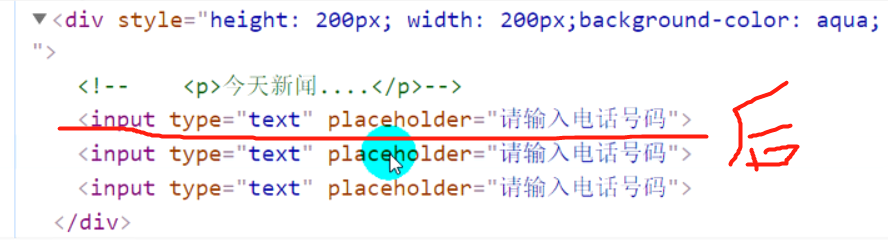 ▼<div style="height: 200px; width: 200px;background-color: aqua;
">
<!--    <p>今天新闻....</p>-->
<input type="text" placeholder="请输入电话号码">
后
<input type="text" placeholder="请输入电话号码">
<input type="text" placeholder="请输入电话号码">
</div>